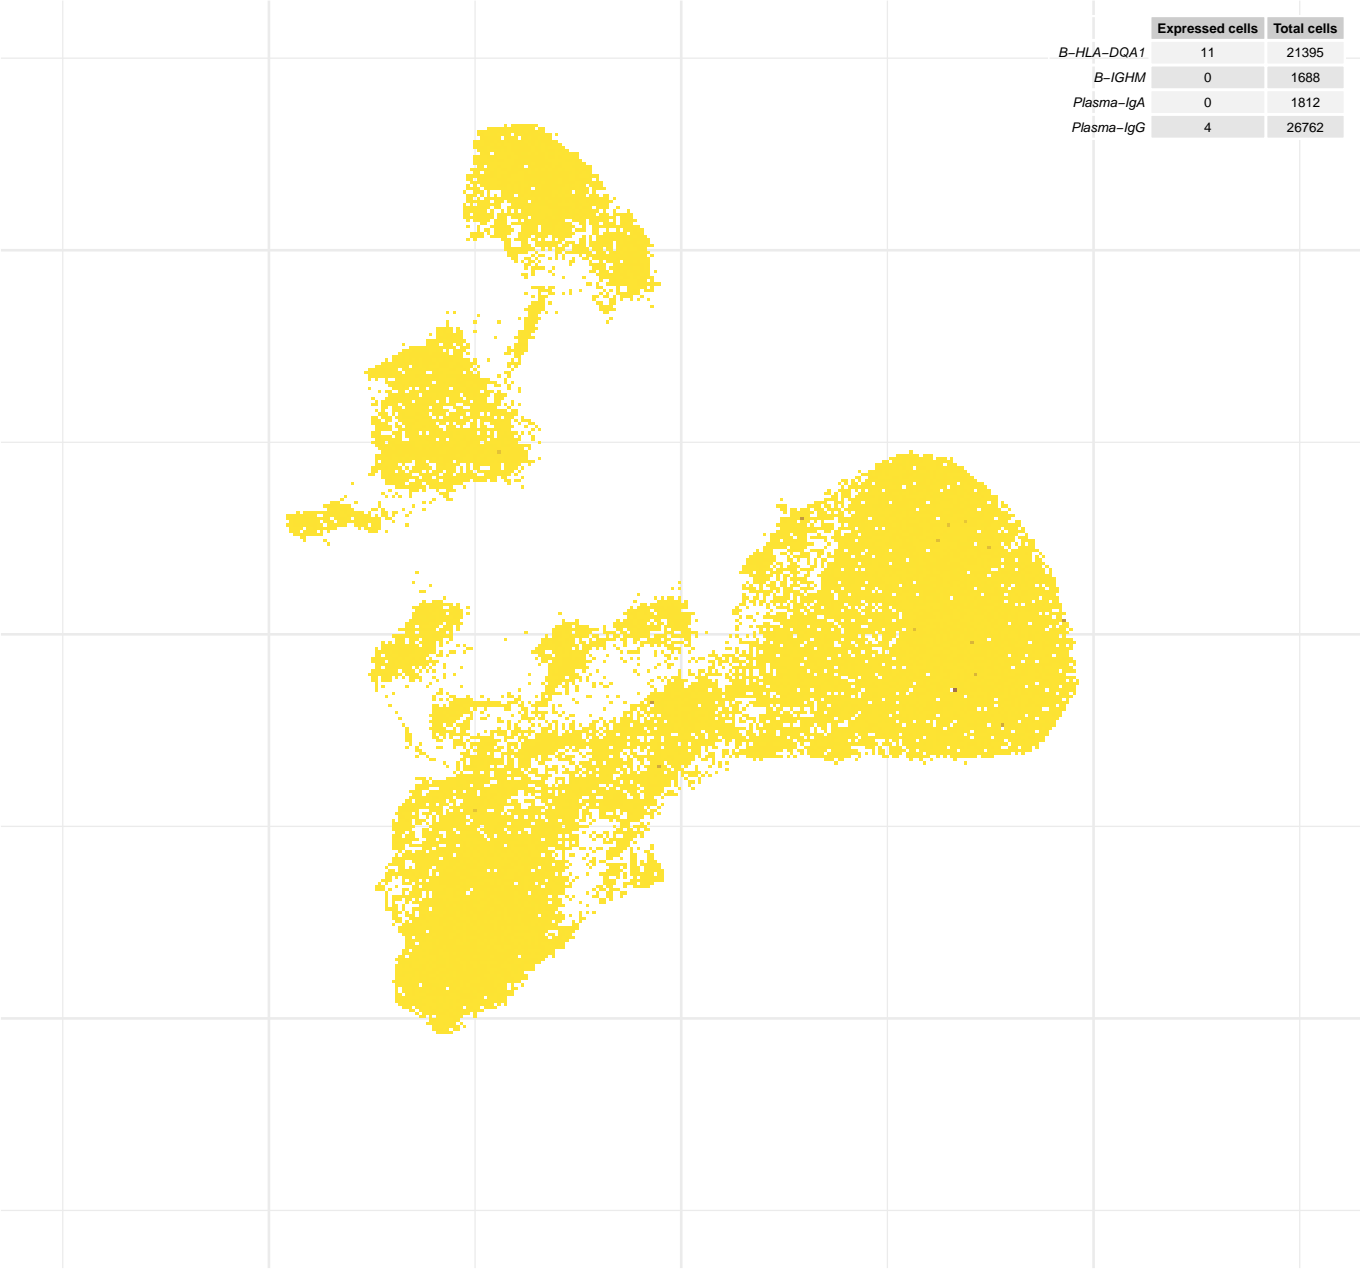 Expressed cells Total cells
B−HLA−DQA1 11 21395
B−IGHM 0 1688
Plasma−IgA 0 1812
Plasma−IgG 4 26762